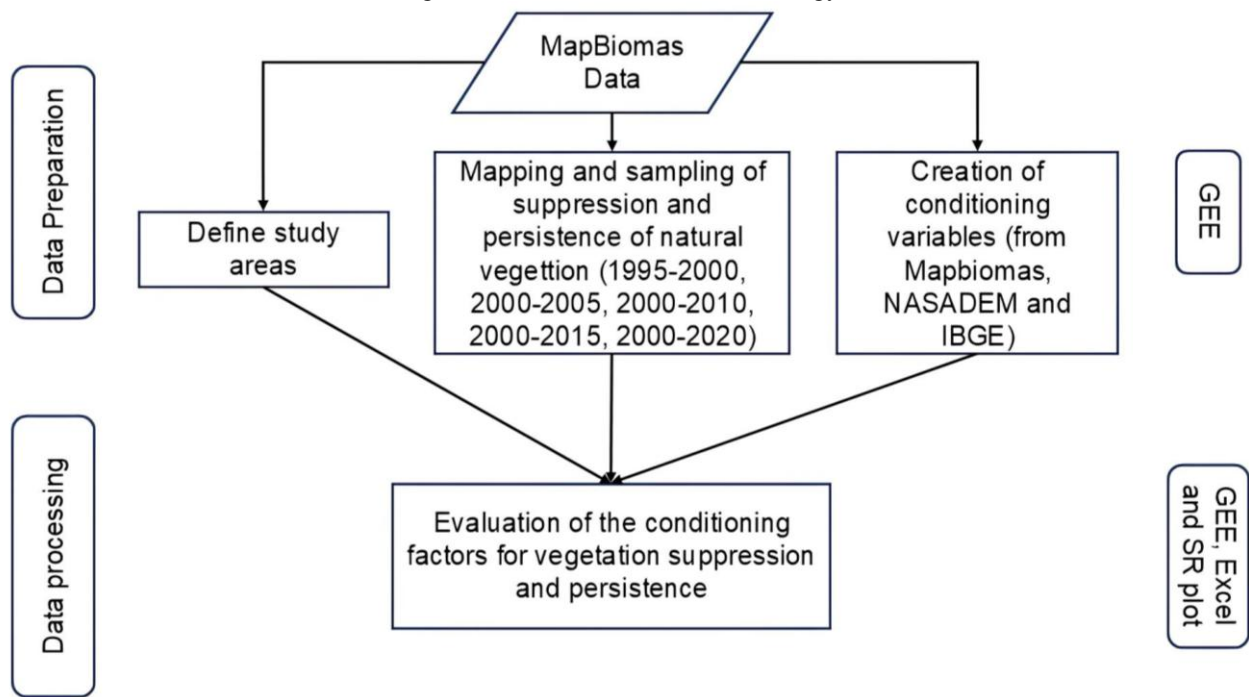 MapBiomas
Data
Data Preparation
Define study
areas
Mapping and sampling of
suppression and
persistence of natural
vegettion (1995-2000,
2000-2005, 2000-2010,
2000-2015, 2000-2020)
Creation of
conditioning
variables (from
Mapbiomas,
NASADEM and
IBGE)
GEE
Data processing
Evaluation of the conditioning
factors for vegetation suppression
and persistence
GEE, Excel
and SR plot